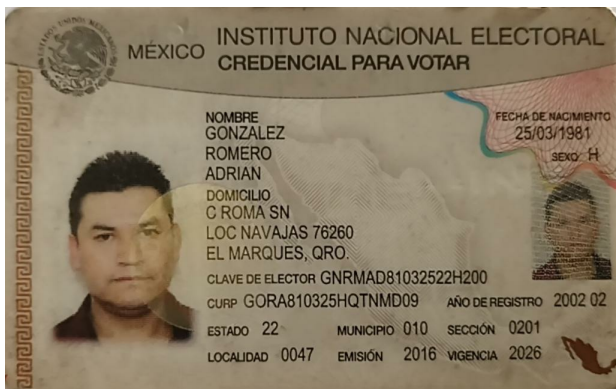 MÉXICO INSTITUTO NACIONAL ELECTORAL
CREDENCIAL PARA VOTAR
NOMBRE
GONZALEZ
ROMERO
ADRIAN
FECHA DE NACIMIENTO
25/03/1981
SEXO H
DOMICILIO
C ROMA SN
LOC NAVAJAS 76260
EL MARQUES, QRO.
CLAVE DE ELECTOR GNRMAD81032522H200
CURP GORA810325HQTNMD09 AÑO DE REGISTRO 2002 02
ESTADO 22 MUNICIPIO 010 SECCIÓN 0201
LOCALIDAD 0047 EMISIÓN 2016 VIGENCIA 2026